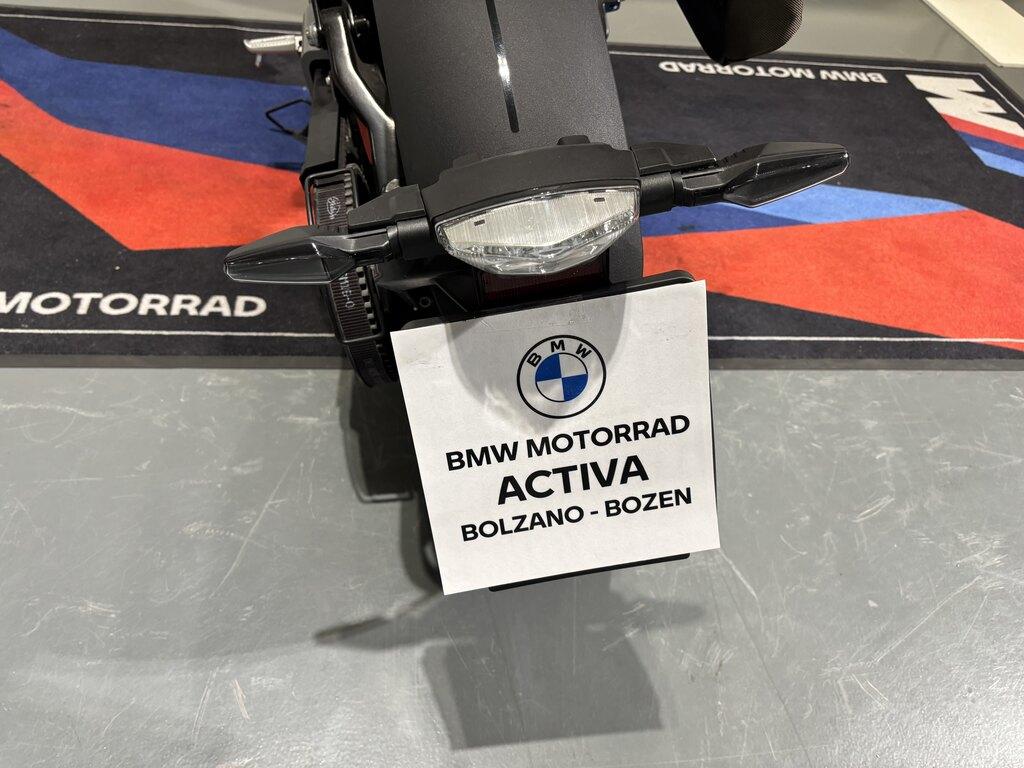 BMW MOTORRAD
M
MOTORRAD
BMW
BMW MOTORRAD
ACTIVA
BOLZANO - BOZEN